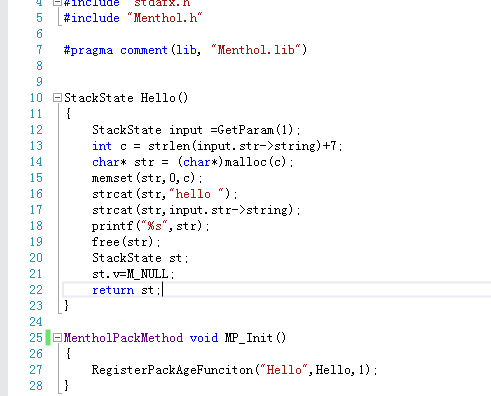 4 #include "stdafx.h"
5 #include "Menthol.h"
6
7 #pragma comment(lib, "Menthol.lib")
8
9
10 StackState Hello()
11 {
12 StackState input =GetParam(1);
13 int c = strlen(input.str->string)+7;
14 char* str = (char*)malloc(c);
15 memset(str,0,c);
16 strcat(str,"hello ");
17 strcat(str,input.str->string);
18 printf("%s",str);
19 free(str);
20 StackState st;
21 st.v=M_NULL;
22 return st;
23 }
24
25 MentholPackMethod void MP_Init()
26 {
27 RegisterPackAgeFunciton("Hello",Hello,1);
28 }